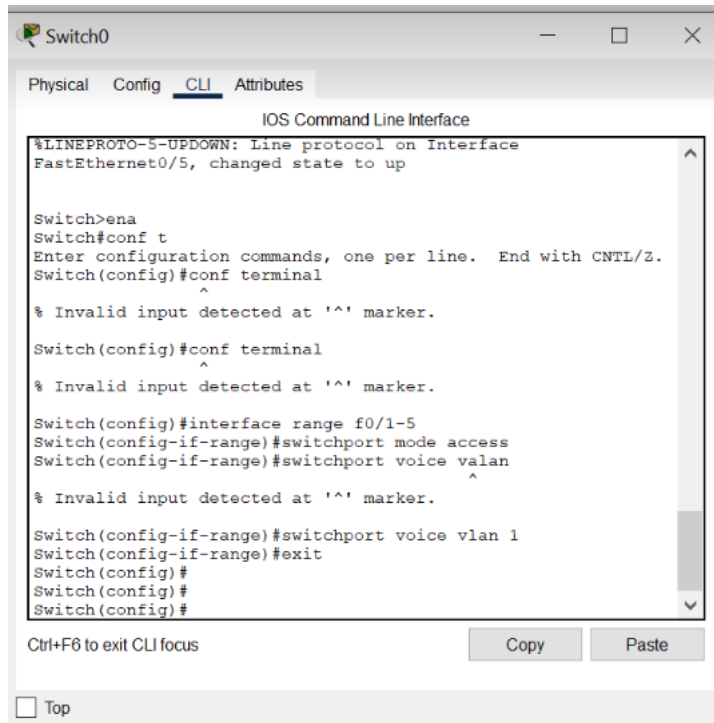 Switch0
Physical Config CLI Attributes
IOS Command Line Interface
%LINEPROTO-5-UPDOWN: Line protocol on Interface
FastEthernet0/5, changed state to up
Switch>ena
Switch#conf t
Enter configuration commands, one per line. End with CNTL/Z.
Switch(config)#conf terminal
^
% Invalid input detected at '^' marker.
Switch(config)#conf terminal
^
% Invalid input detected at '^' marker.
Switch(config)#interface range f0/1-5
Switch(config-if-range)#switchport mode access
Switch(config-if-range)#switchport voice valan
^
% Invalid input detected at '^' marker.
Switch(config-if-range)#switchport voice vlan 1
Switch(config-if-range)#exit
Switch(config)#
Switch(config)#
Switch(config)#
Ctrl+F6 to exit CLI focus
Copy Paste
Top